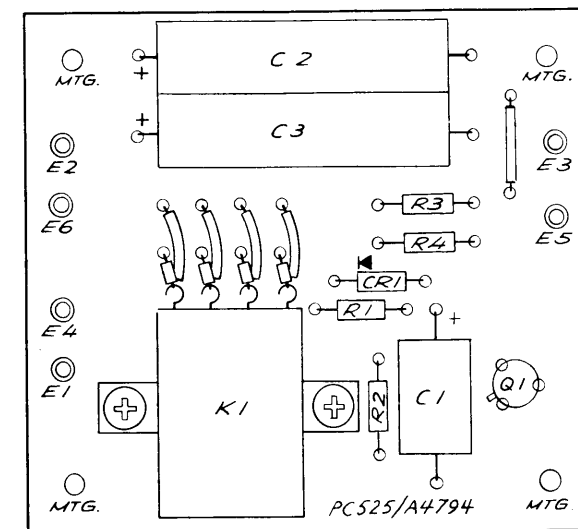 C2
MTG.
MTG.
+
+
C3
E2
E3
E6
R3
E5
R4
CR1
E4
R1
+
E1
K1
R2
C1
Q1
MTG.
PC525/A4794
MTG.